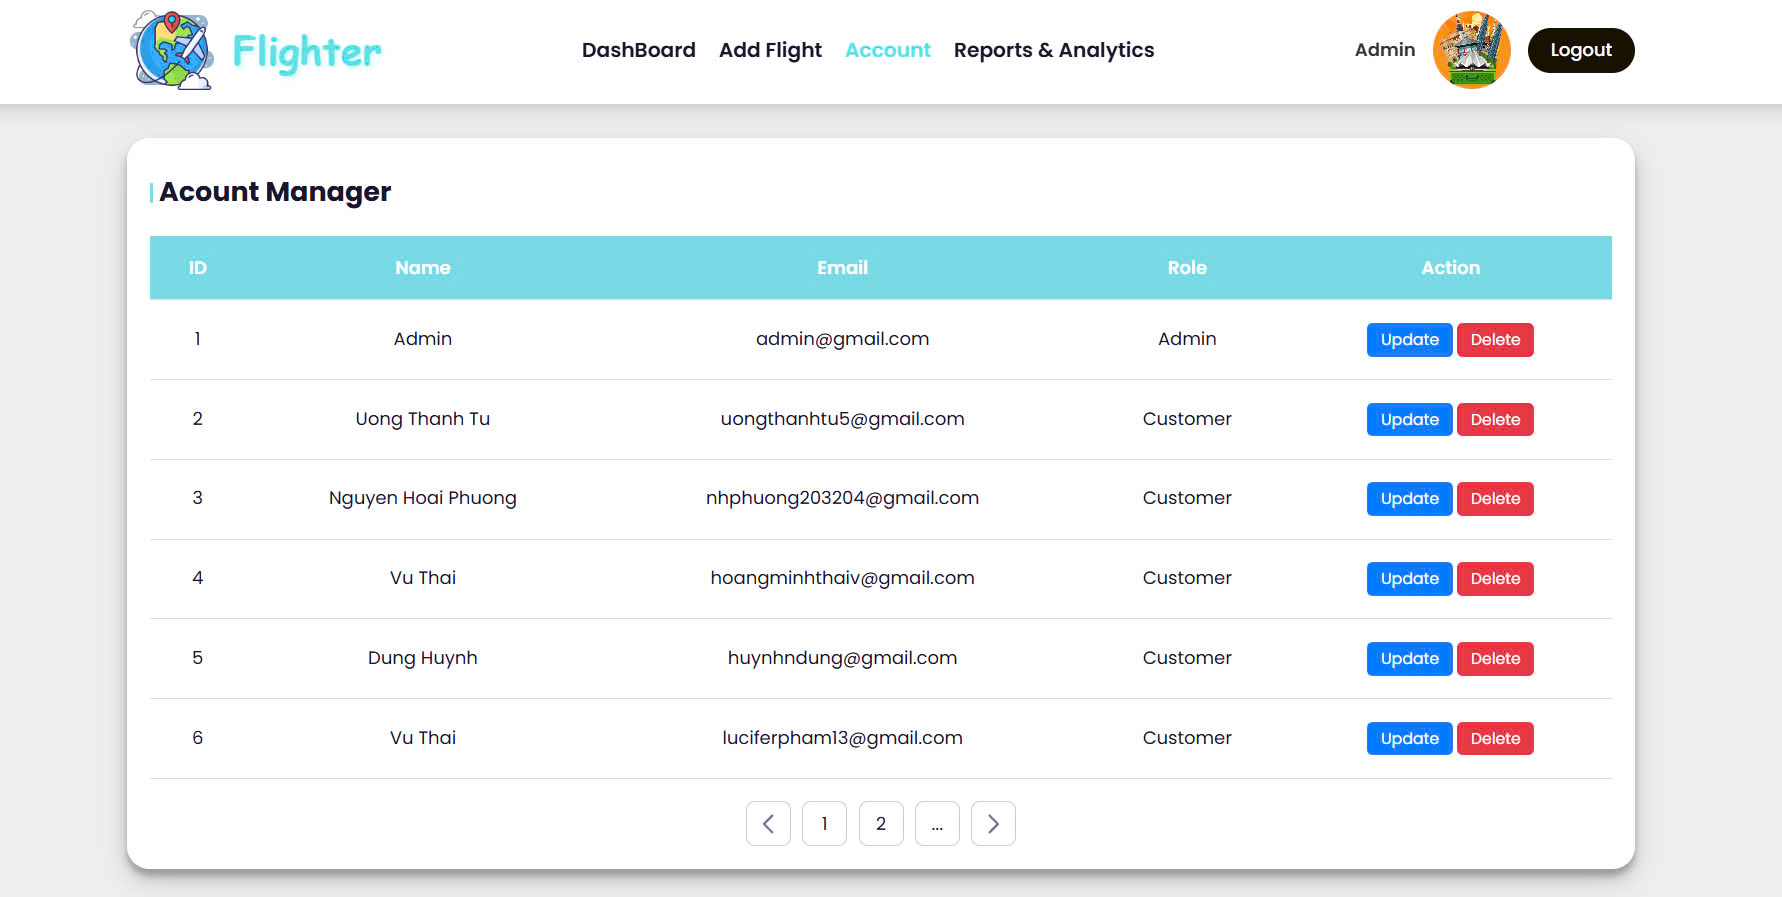 Flighter
DashBoard Add Flight Account Reports & Analytics
Admin
Logout
Acount Manager
ID Name Email Role Action
1 Admin admin@gmail.com Admin Update Delete
2 Uong Thanh Tu uongthanhtu5@gmail.com Customer Update Delete
3 Nguyen Hoai Phuong nhphuong203204@gmail.com Customer Update Delete
4 Vu Thai hoangminhthaiv@gmail.com Customer Update Delete
5 Dung Huynh huynhndung@gmail.com Customer Update Delete
6 Vu Thai luciferpham13@gmail.com Customer Update Delete
1 2 ...